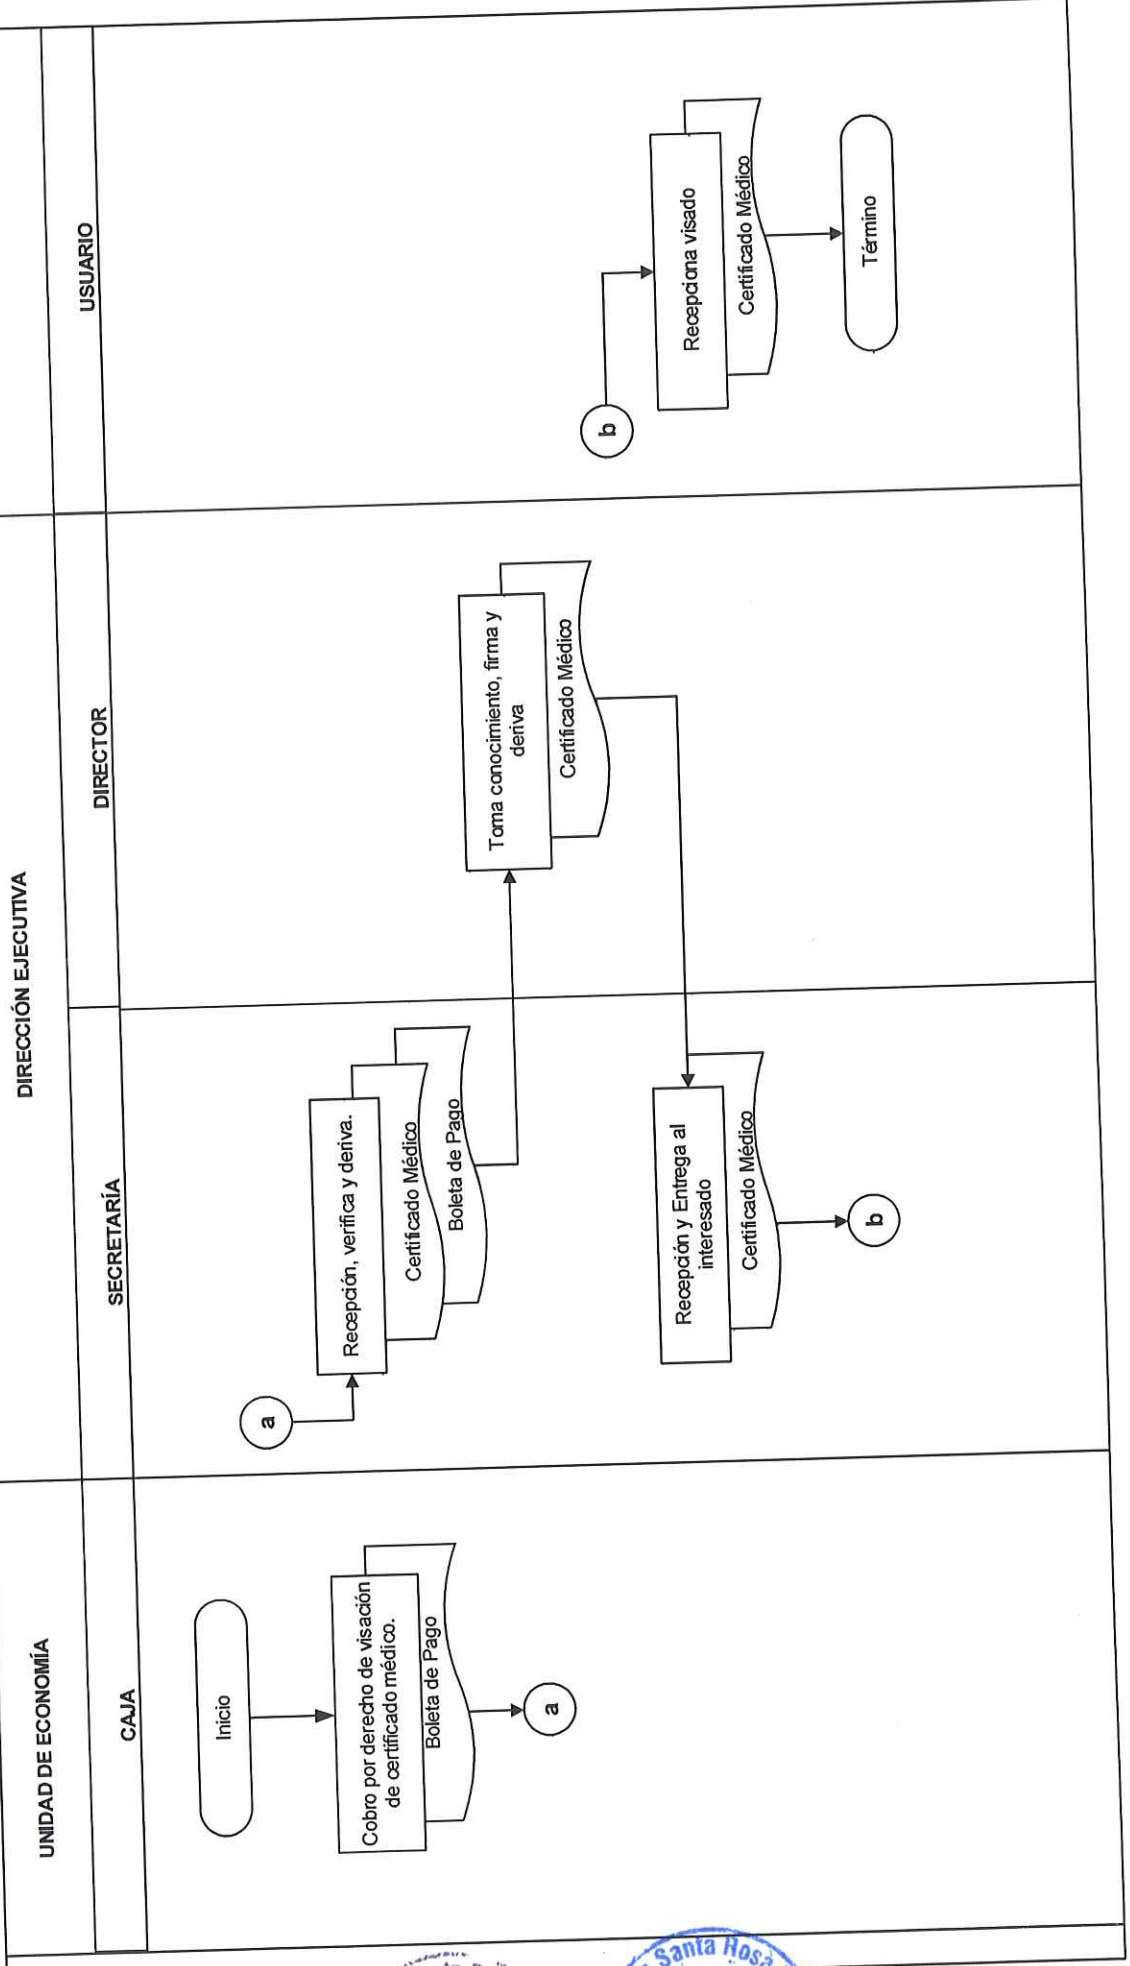 UNIDAD DE ECONOMÍA
DIRECCIÓN EJECUTIVA
CAJA
SECRETARÍA
DIRECTOR
USUARIO
Inicio
Cobro por derecho de visación
de certificado médico.
Boleta de Pago
a
a
Recepción, verifica y deriva.
Certificado Médico
Boleta de Pago
Toma conocimiento, firma y
deriva
Certificado Médico
Recepción y Entrega al
interesado
Certificado Médico
b
b
Recepciona visado
Certificado Médico
Término
Santa Rosa